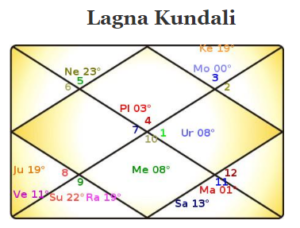 Lagna Kundali
Ke 19°
Ne 23° Mo 00°
5 3
6 2
Pl 03°
4
7 1 Ur 08°
10
Ju 19° 8 Me 08° 12
9 11
Ve 11° Su 22° Ra 19° Ma 01°
Sa 13°